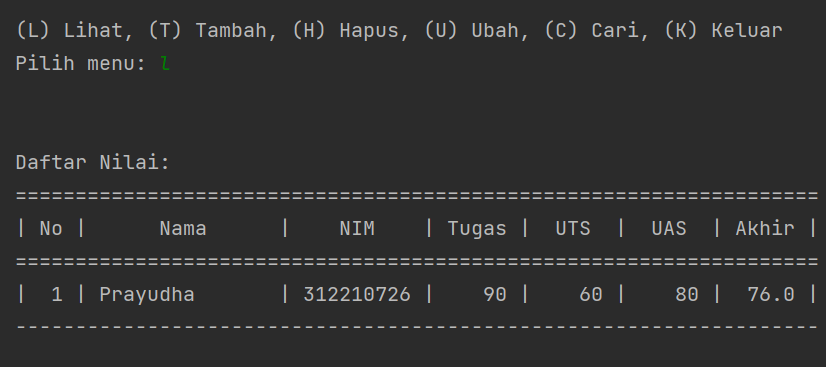 (L) Lihat, (T) Tambah, (H) Hapus, (U) Ubah, (C) Cari, (K) Keluar
Pilih menu: l
Daftar Nilai:
===================================================================
| No |      Nama      |    NIM    | Tugas |  UTS  |  UAS  | Akhir |
===================================================================
|  1 | Prayudha       | 312210726 |    90 |    60 |    80 |  76.0 |
-------------------------------------------------------------------